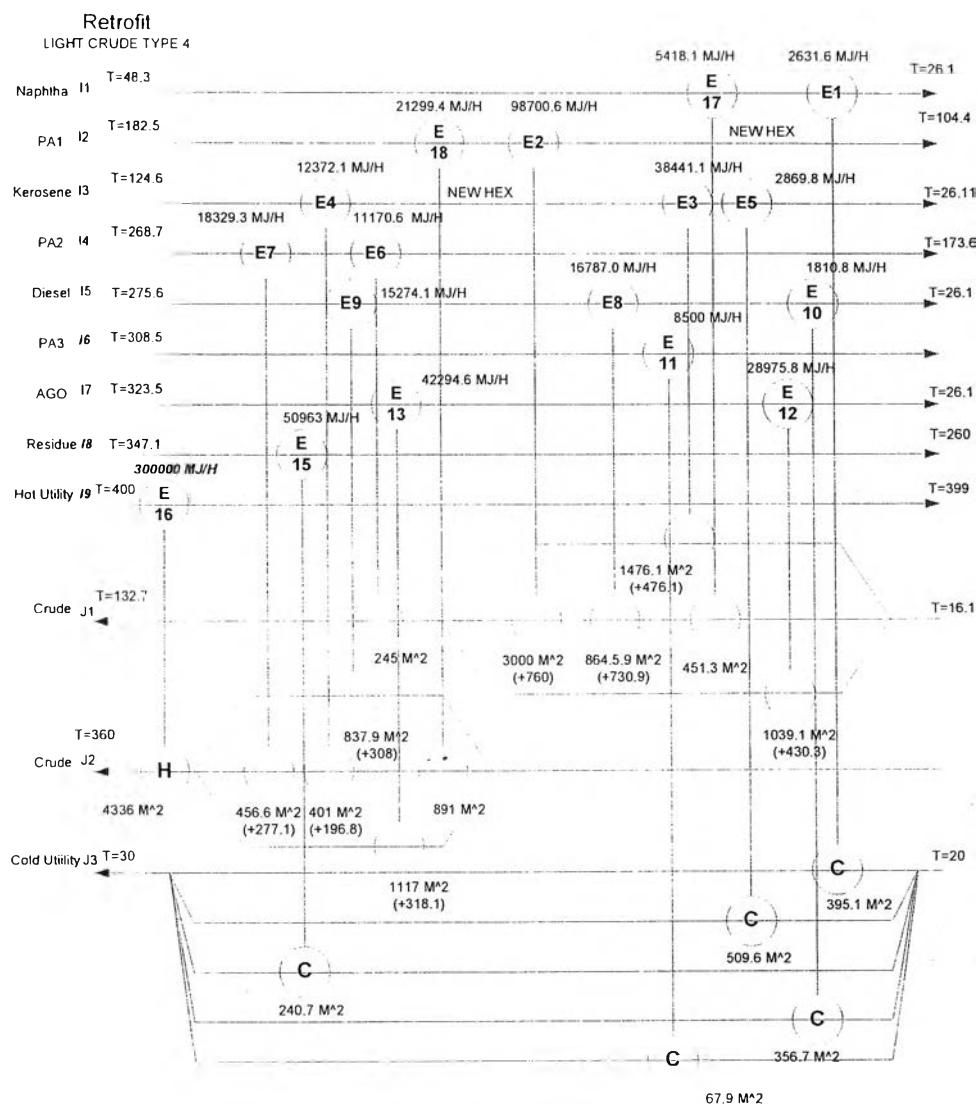 Retrofit
LIGHT CRUDE TYPE 4
5418.1 MJ/H
2631.6 MJ/H
Naphtha I1
T=48.3
E
17
E1
T=26.1
21299.4 MJ/H
98700.6 MJ/H
PA1 I2
T=182.5
E
18
E2
NEW HEX
T=104.4
12372.1 MJ/H
38441.1 MJ/H
2869.8 MJ/H
Kerosene I3
T=124.6
E4
NEW HEX
E3
E5
T=26.11
18329.3 MJ/H
11170.6 MJ/H
PA2 I4
T=268.7
E7
E6
T=173.6
16787.0 MJ/H
1810.8 MJ/H
Diesel I5
T=275.6
E9
15274.1 MJ/H
E8
E
10
T=26.1
8500 MJ/H
PA3 I6
T=308.5
E
11
42294.6 MJ/H
28975.8 MJ/H
AGO I7
T=323.5
E
13
E
12
T=26.1
50963 MJ/H
Residue I8
T=347.1
E
15
T=260
300000 MJ/H
Hot Utility I9
T=400
E
16
T=399
1476.1 M^2
(+476.1)
Crude J1
T=132.7
T=16.1
245 M^2
3000 M^2
(+760)
864.5.9 M^2
(+730.9)
451.3 M^2
837.9 M^2
(+308)
1039.1 M^2
(+430.3)
T=360
Crude J2
H
4336 M^2
456.6 M^2
(+277.1)
401 M^2
(+196.8)
891 M^2
Cold Utility J3
T=30
C
T=20
1117 M^2
(+318.1)
395.1 M^2
C
509.6 M^2
C
240.7 M^2
C
356.7 M^2
C
67.9 M^2